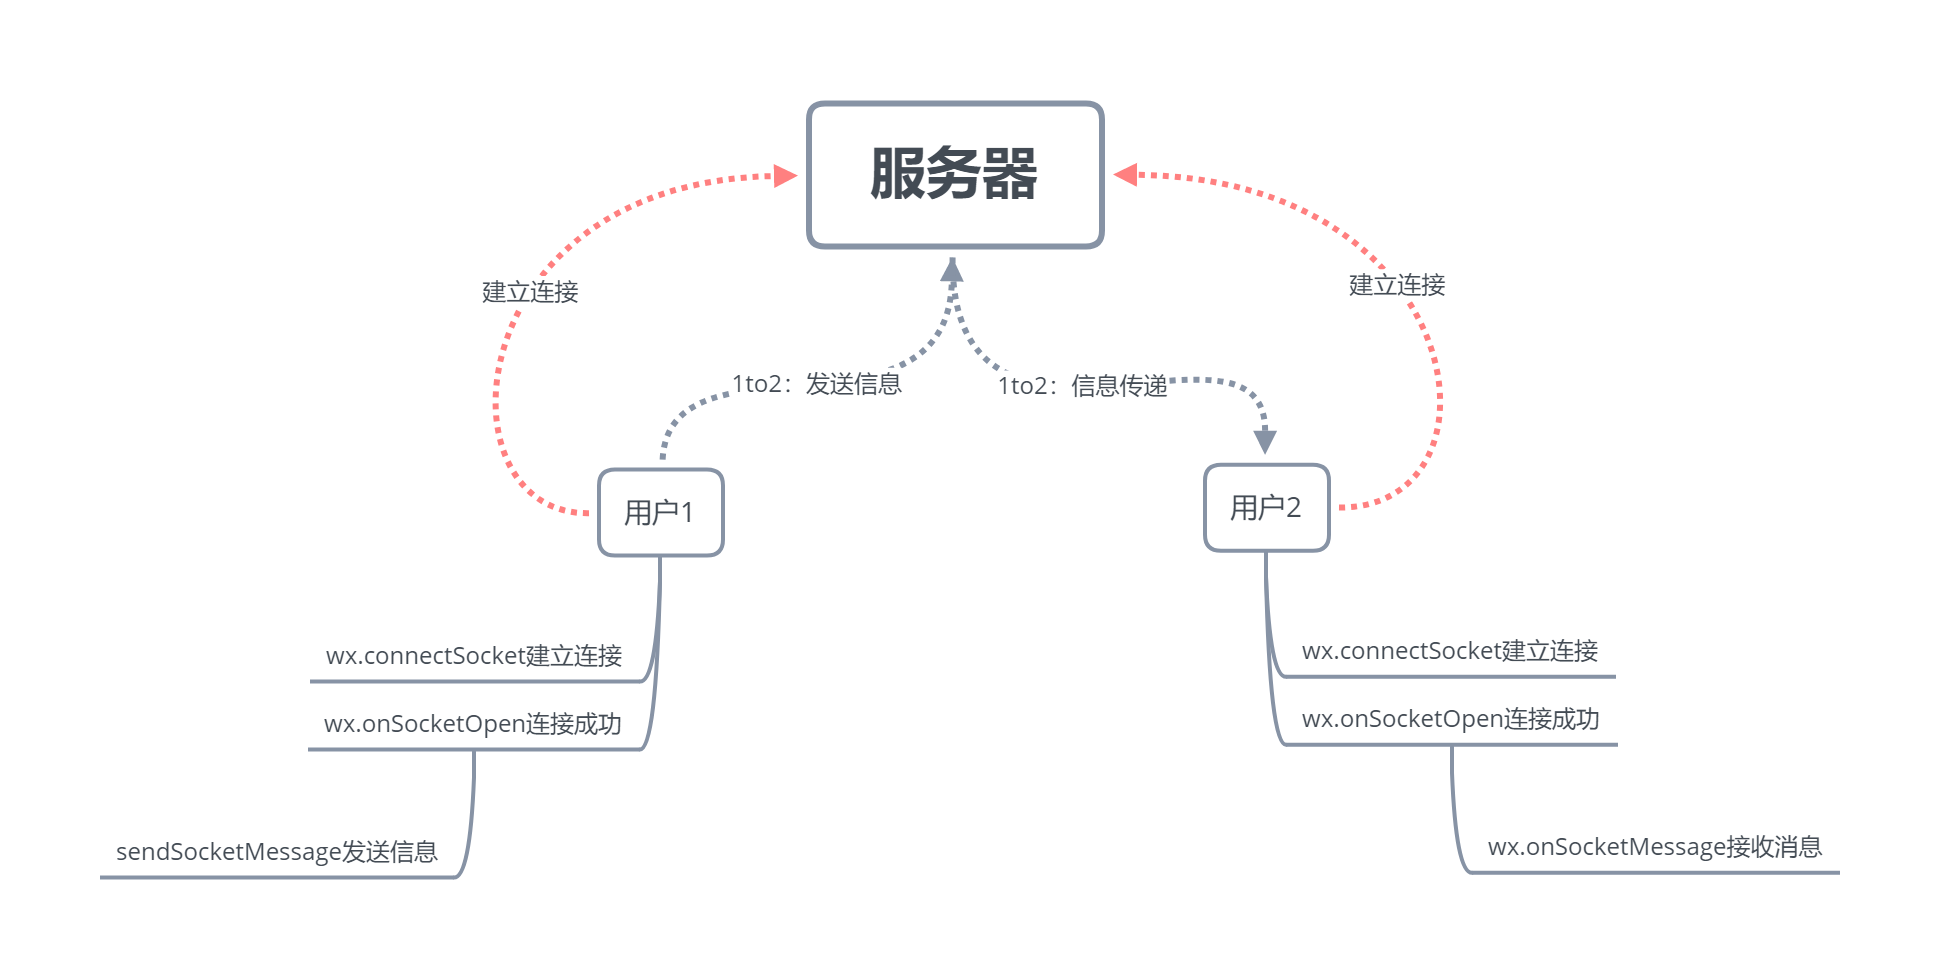 服务器
建立连接
建立连接
1to2：发送信息
1to2：信息传递
用户1
用户2
wx.connectSocket建立连接
wx.onSocketOpen连接成功
sendSocketMessage发送信息
wx.connectSocket建立连接
wx.onSocketOpen连接成功
wx.onSocketMessage接收消息